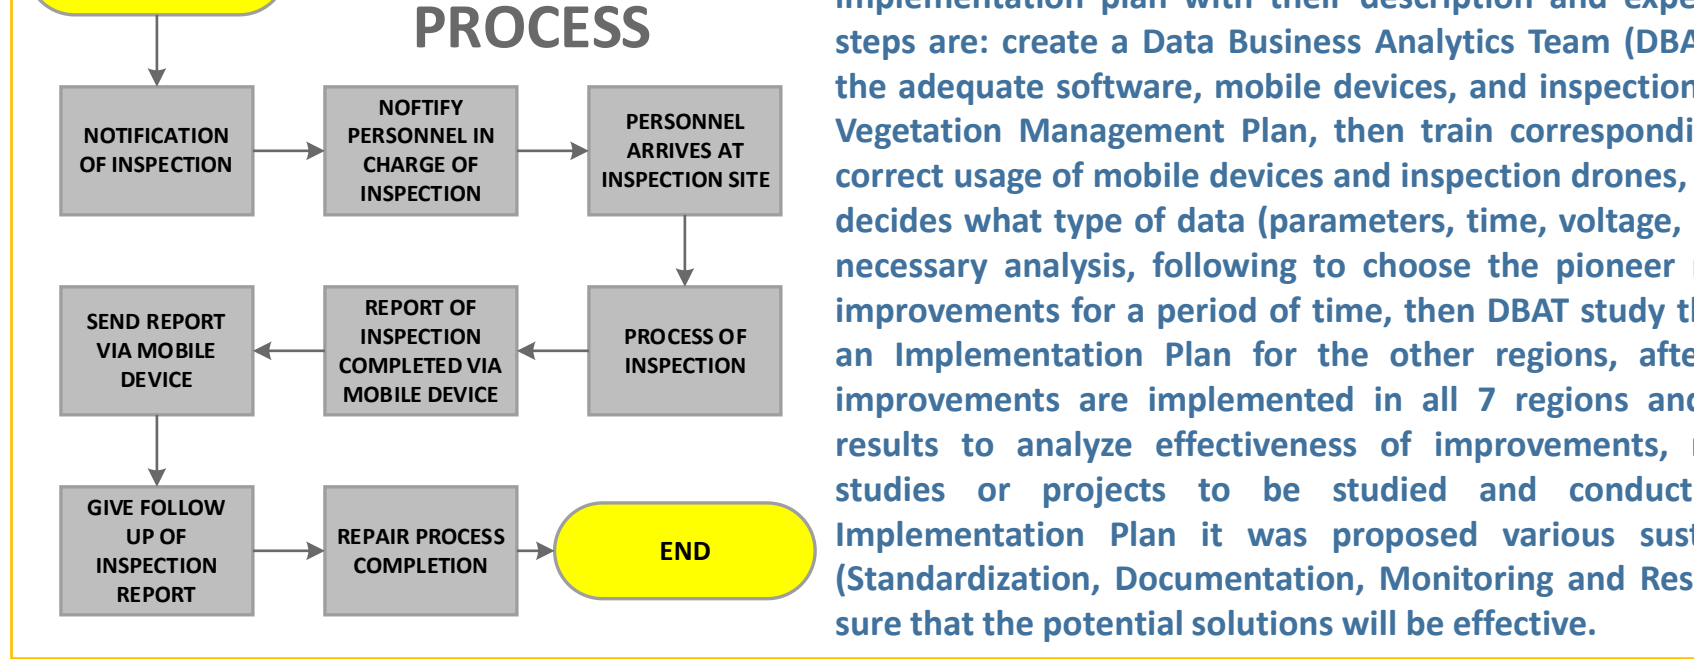 PROCESS
NOTIFICATION
OF INSPECTION
NOFTIFY
PERSONNEL IN
CHARGE OF
INSPECTION
PERSONNEL
ARRIVES AT
INSPECTION SITE
PROCESS OF
INSPECTION
REPORT OF
INSPECTION
COMPLETED VIA
MOBILE DEVICE
SEND REPORT
VIA MOBILE
DEVICE
GIVE FOLLOW
UP OF
INSPECTION
REPORT
REPAIR PROCESS
COMPLETION
END
implementation plan with their description and
steps are: create a Data Business Analytics Team
the adequate software, mobile devices, and inspection
Vegetation Management Plan, then train
correct usage of mobile devices and inspection drones,
decides what type of data (parameters, time, voltage,
necessary analysis, following to choose the pioneer
improvements for a period of time, then DBAT study
an Implementation Plan for the other regions,
improvements are implemented in all 7 regions and
results to analyze effectiveness of improvements,
studies or projects to be studied and conduct
Implementation Plan it was proposed various
(Standardization, Documentation, Monitoring and
sure that the potential solutions will be effective.